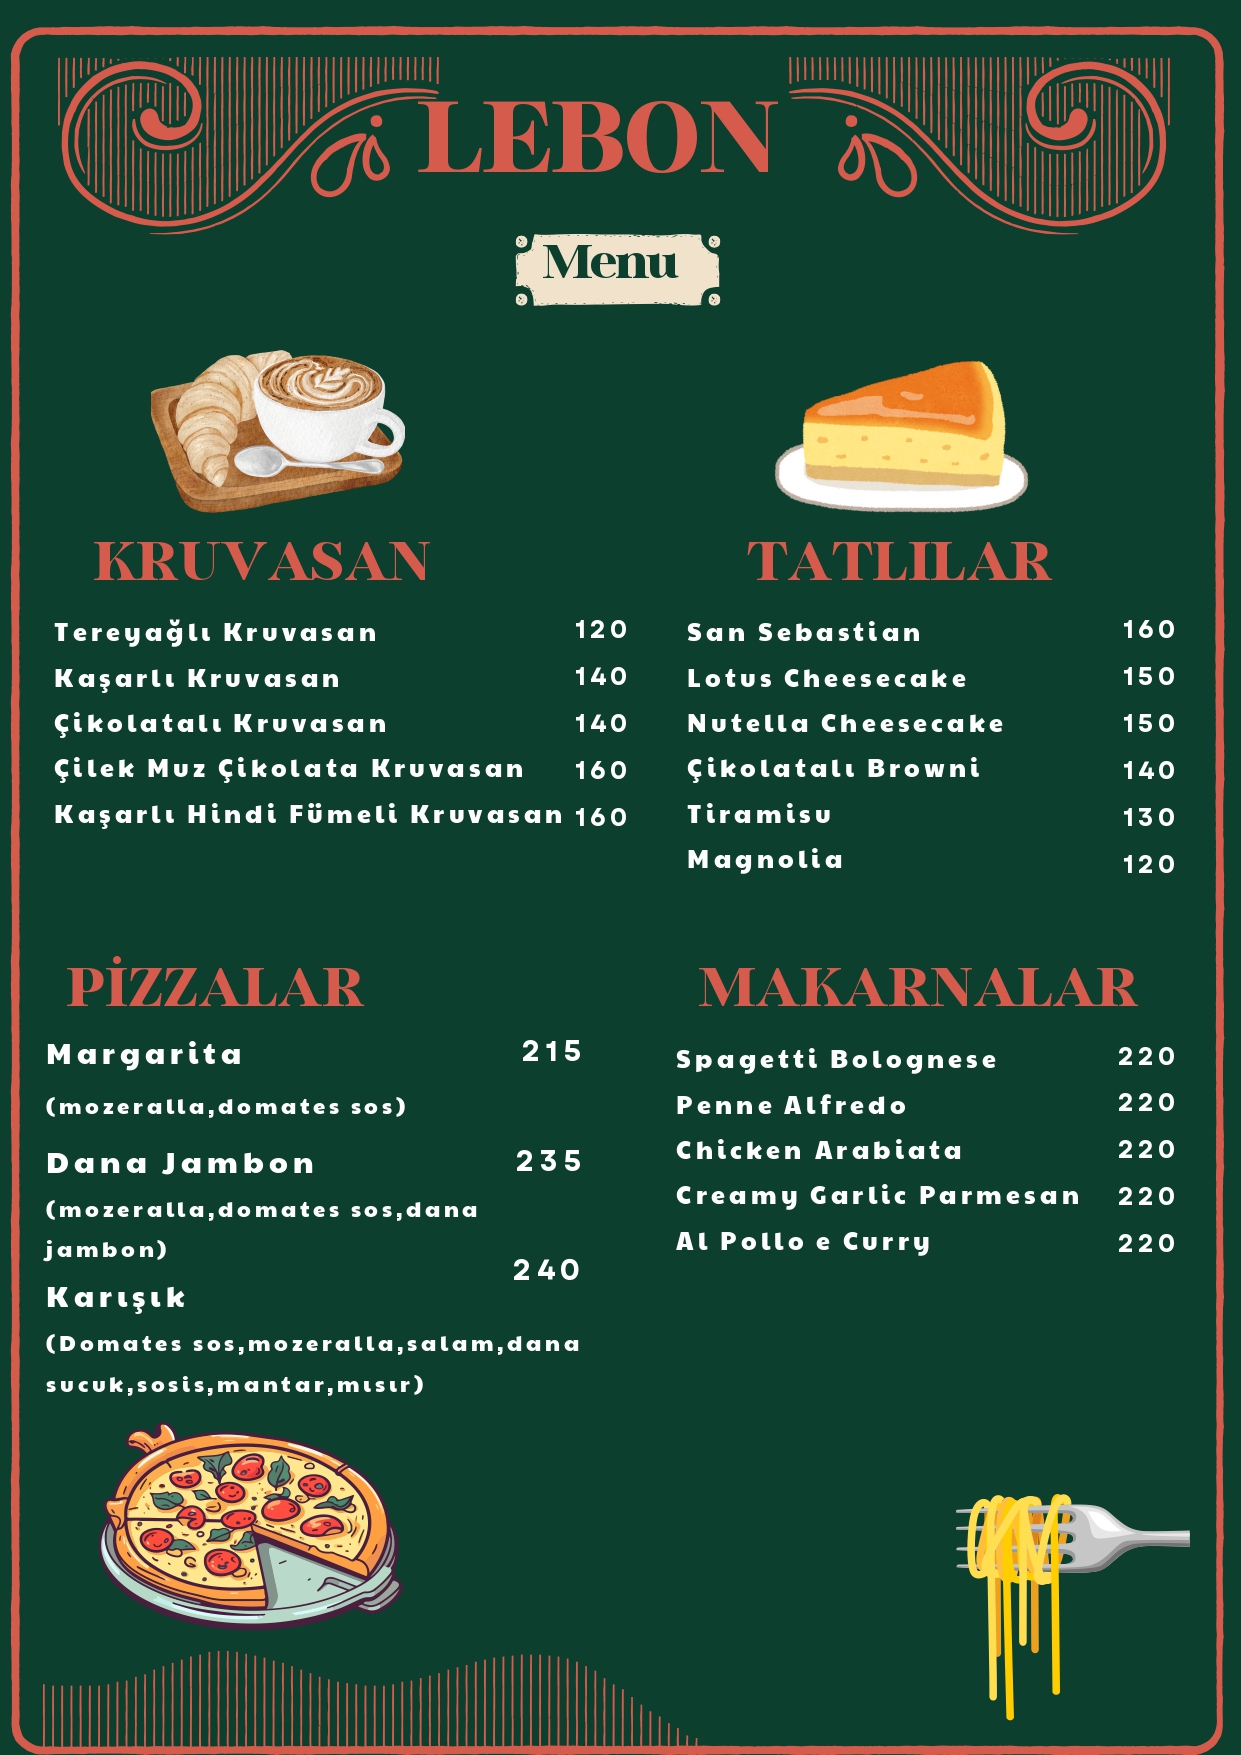 LEBON
Menu
KRUVASAN
Tereyağlı Kruvasan 120
Kaşarlı Kruvasan 140
Çikolatalı Kruvasan 140
Çilek Muz Çikolata Kruvasan 160
Kaşarlı Hindi Fümeli Kruvasan 160
TATLILAR
San Sebastian 160
Lotus Cheesecake 150
Nutella Cheesecake 150
Çikolatalı Browni 140
Tiramisu 130
Magnolia 120
PİZZALAR
Margarita 215
(mozeralla,domates sos)
Dana Jambon 235
(mozeralla,domates sos,dana
jambon)
Karışık 240
(Domates sos,mozeralla,salam,dana
sucuk,sosis,mantar,mısır)
MAKARNALAR
Spagetti Bolognese 220
Penne Alfredo 220
Chicken Arabiata 220
Creamy Garlic Parmesan 220
Al Pollo e Curry 220